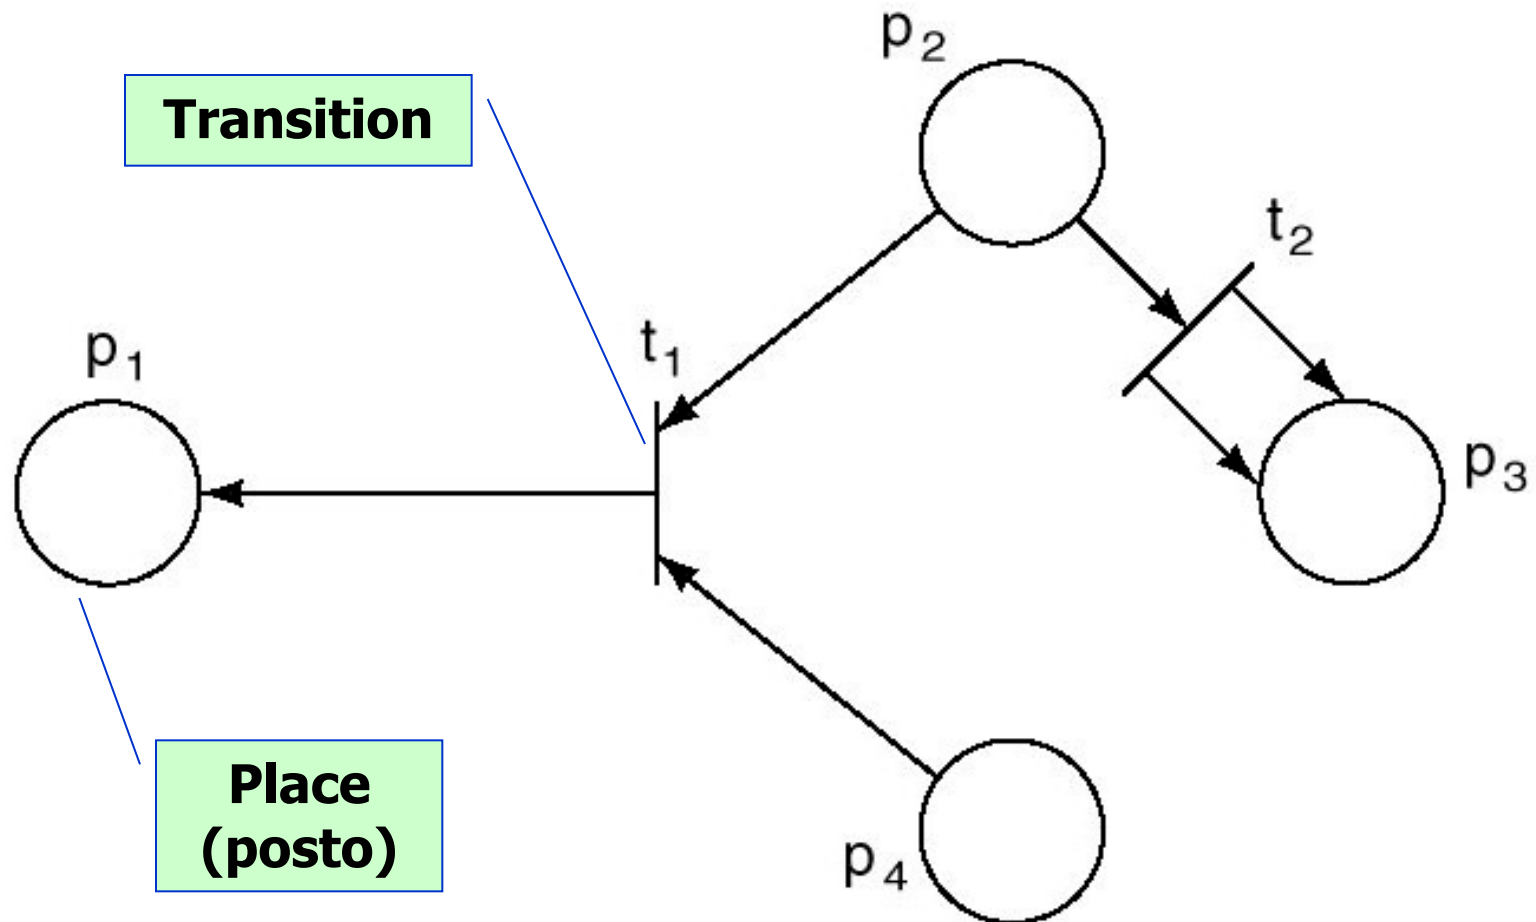 p2
Transition
t2
t1
p1
p3
Place
(posto)
p4